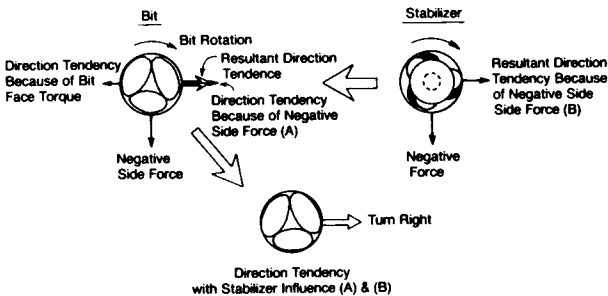 Bit
Bit Rotation
Direction Tendency
Because of Bit
Face Torque
Resultant Direction
Tendence
Direction Tendency
Because of Negative
Side Force (A)
Negative
Side Force
Stabilizer
Resultant Direction
Tendency Because
of Negative Side
Side Force (B)
Negative
Force
Turn Right
Direction Tendency
with Stabilizer Influence (A) & (B)